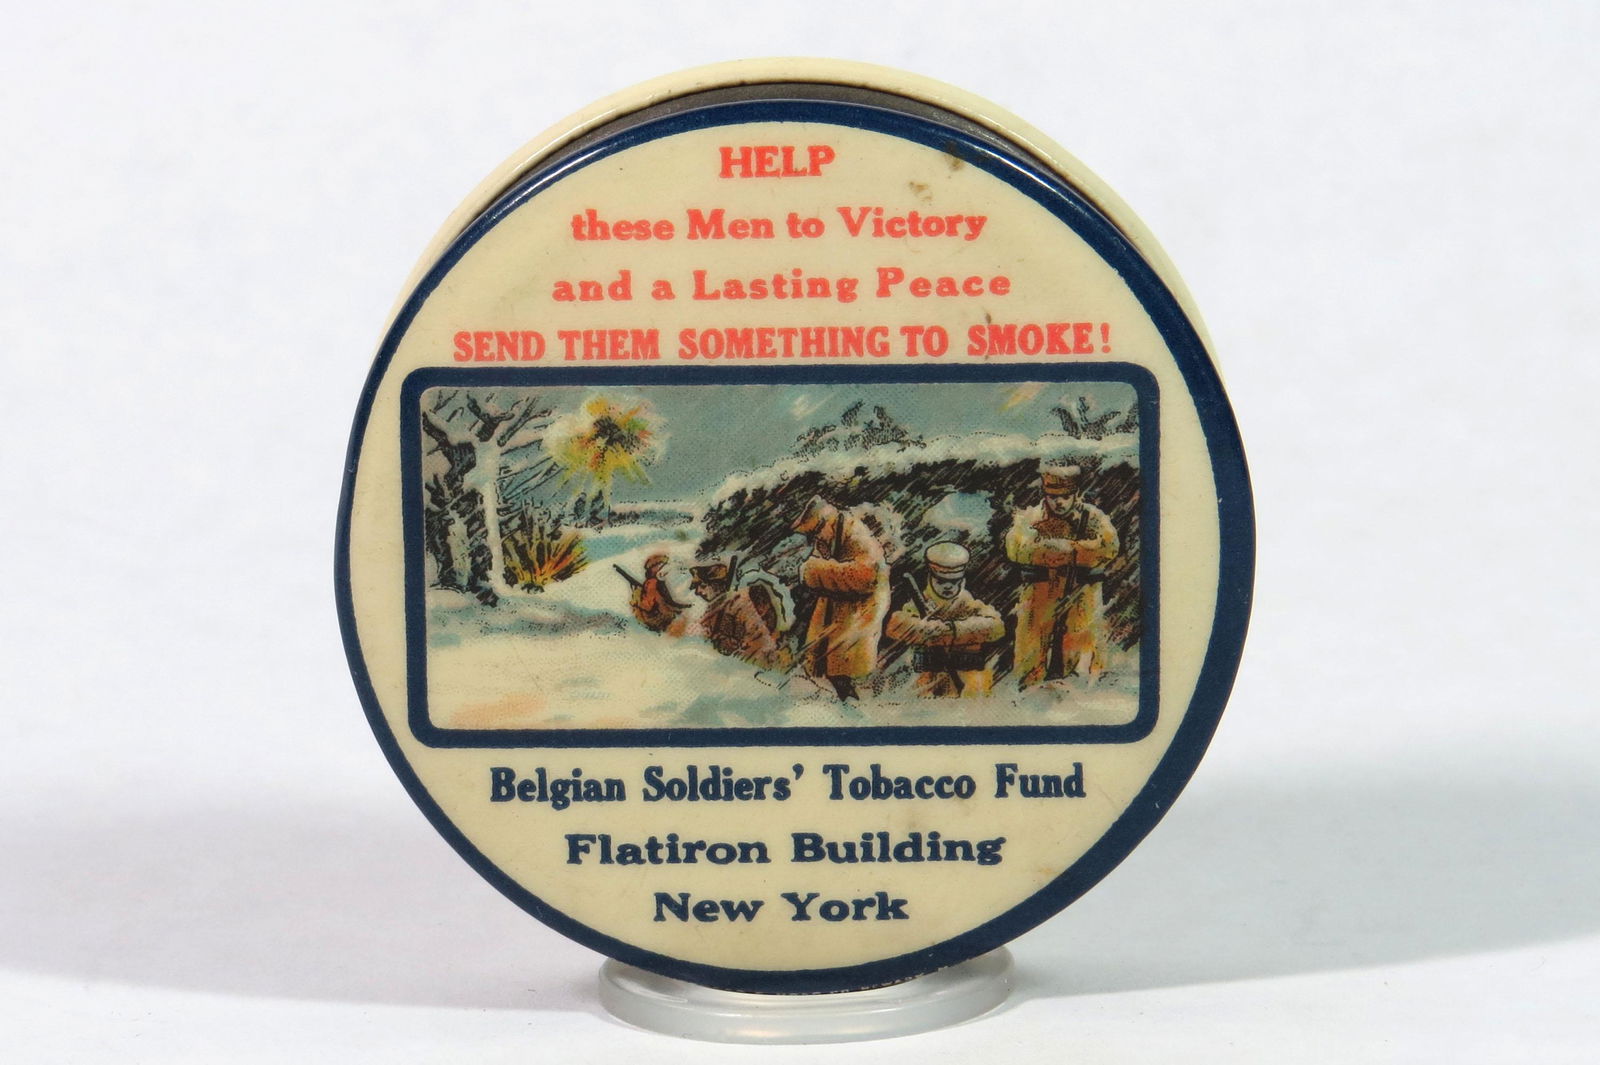 HELP
these Men to Victory
and a Lasting Peace
SEND THEM SOMETHING TO SMOKE!
Belgian Soldiers' Tobacco Fund
Flatiron Building
New York